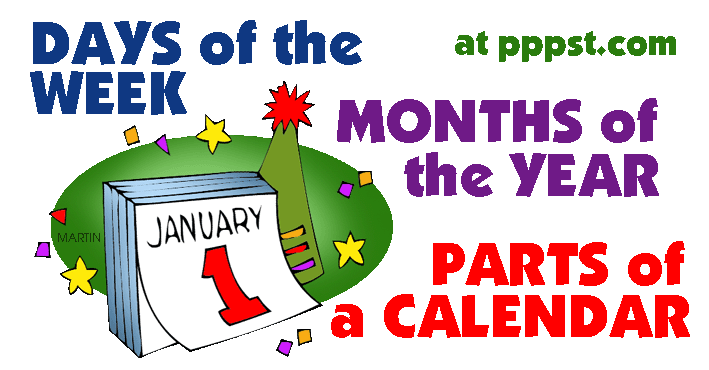 DAYS of the
WEEK
at pppst.com
MONTHS of
the YEAR
MARTIN
JANUARY
1
PARTS of
a CALENDAR